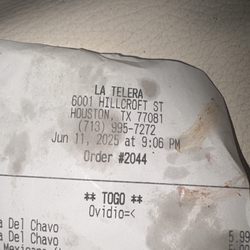 LA TELERA
6001 HILLCROFT ST
HOUSTON, TX 77081
(713) 995-7272
Jun 11, 2025 at 9:06 PM
Order #2044
** TOGO **
Ovidio=<
a Del Chavo 5.99
a Del Chavo
Mexicana